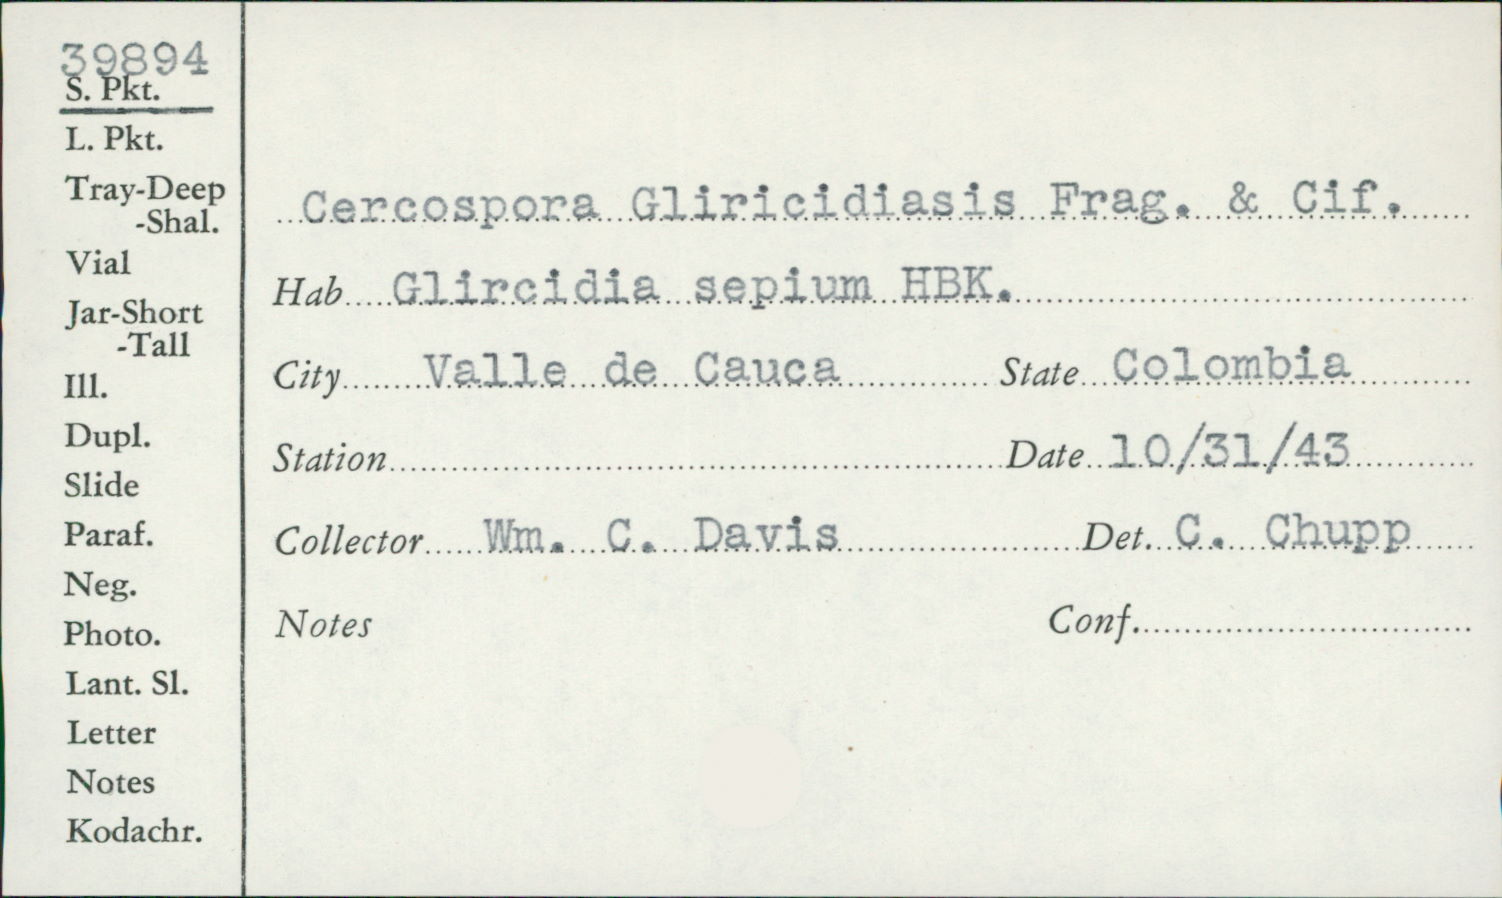 39894
S. Pkt.
L. Pkt.
Tray-Deep
-Shal.
Vial
Jar-Short
-Tall
Ill.
Dupl.
Slide
Paraf.
Neg.
Photo.
Lant. Sl.
Letter
Notes
Kodachr.
Cercospora Gliricidiasis Frag. & Cif.
Hab Glircidia sepium HBK.
City Valle de Cauca State Colombia
Station Date 10/31/43
Collector Wm. C. Davis Det. C. Chupp
Notes Conf.